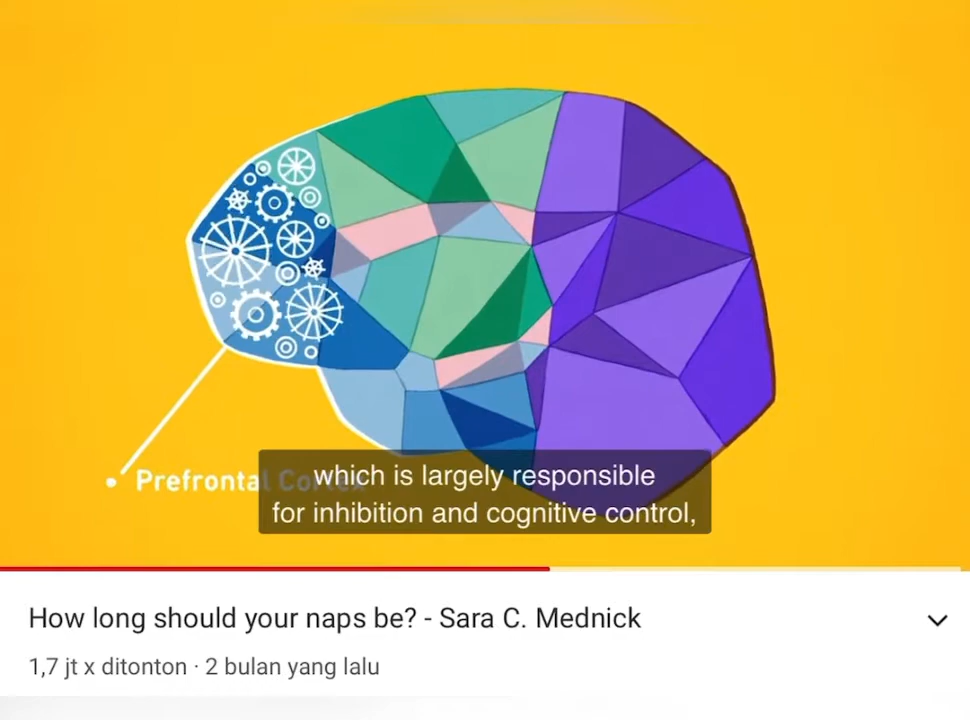 • Prefrontal Cortex
which is largely responsible
for inhibition and cognitive control,
How long should your naps be? - Sara C. Mednick
1,7 jt x ditonton · 2 bulan yang lalu